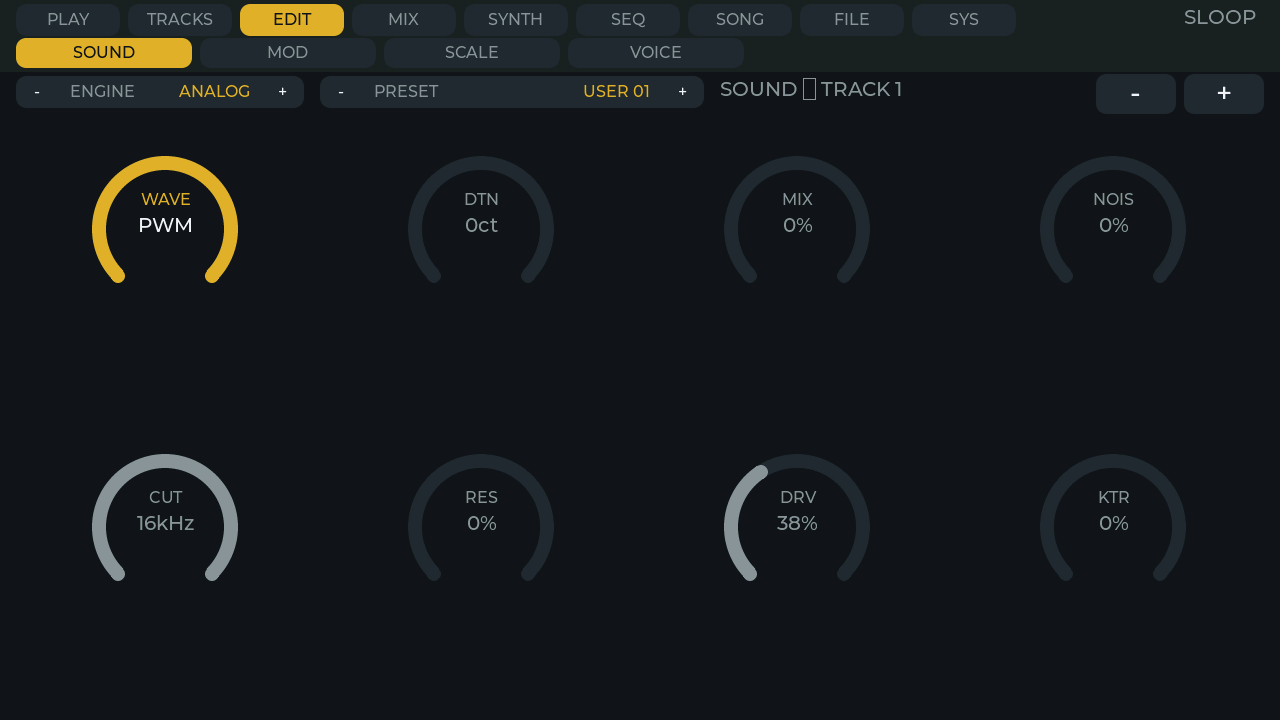 PLAY TRACKS EDIT MIX SYNTH SEQ SONG FILE SYS SLOOP
SOUND MOD SCALE VOICE
- ENGINE ANALOG + - PRESET USER 01 + SOUND TRACK 1 - +
WAVE DTN MIX NOIS
PWM 0ct 0% 0%
CUT RES DRV KTR
16kHz 0% 38% 0%